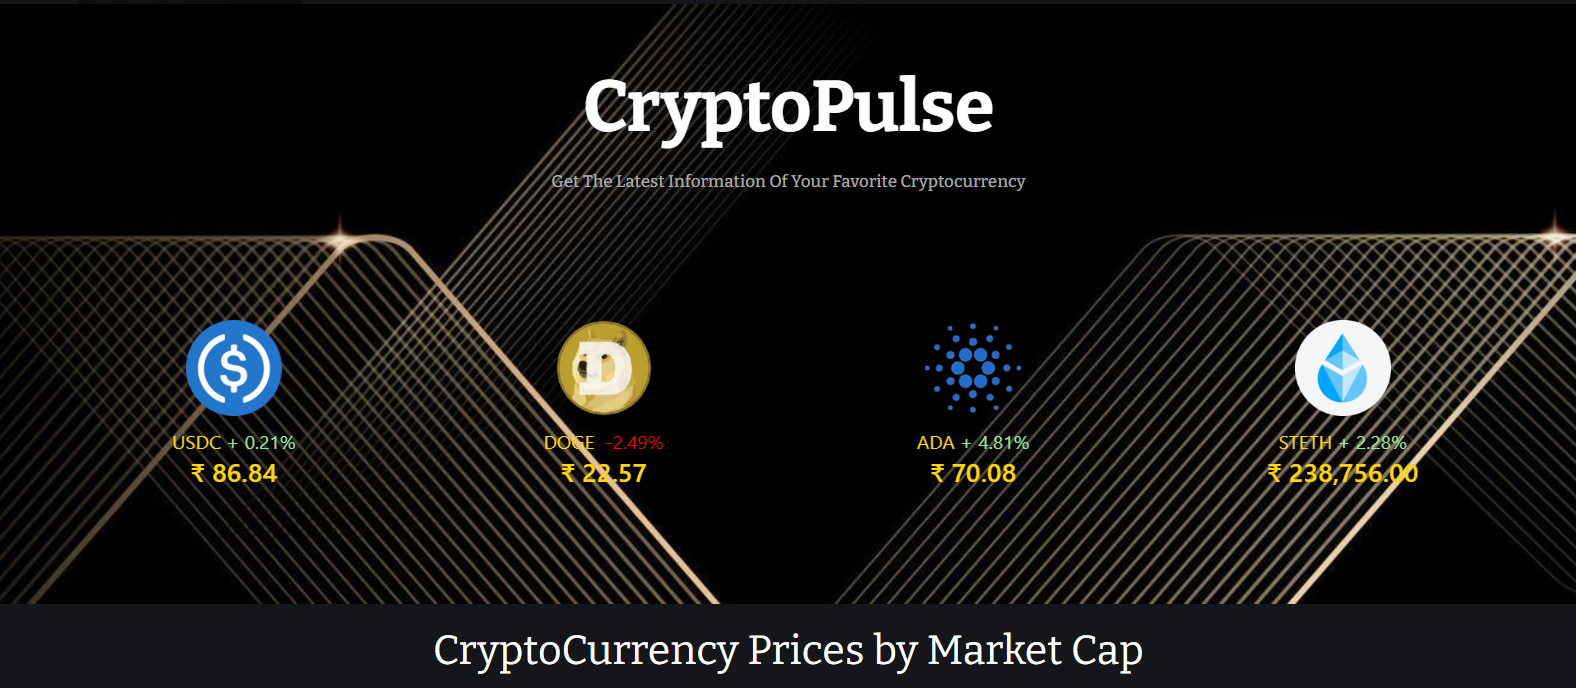 CryptoPulse
Get The Latest Information Of Your Favorite Cryptocurrency
USDC + 0.21%
₹ 86.84
DOGE -2.49%
₹ 22.57
ADA + 4.81%
₹ 70.08
STETH + 2.28%
₹ 238,756.00
CryptoCurrency Prices by Market Cap